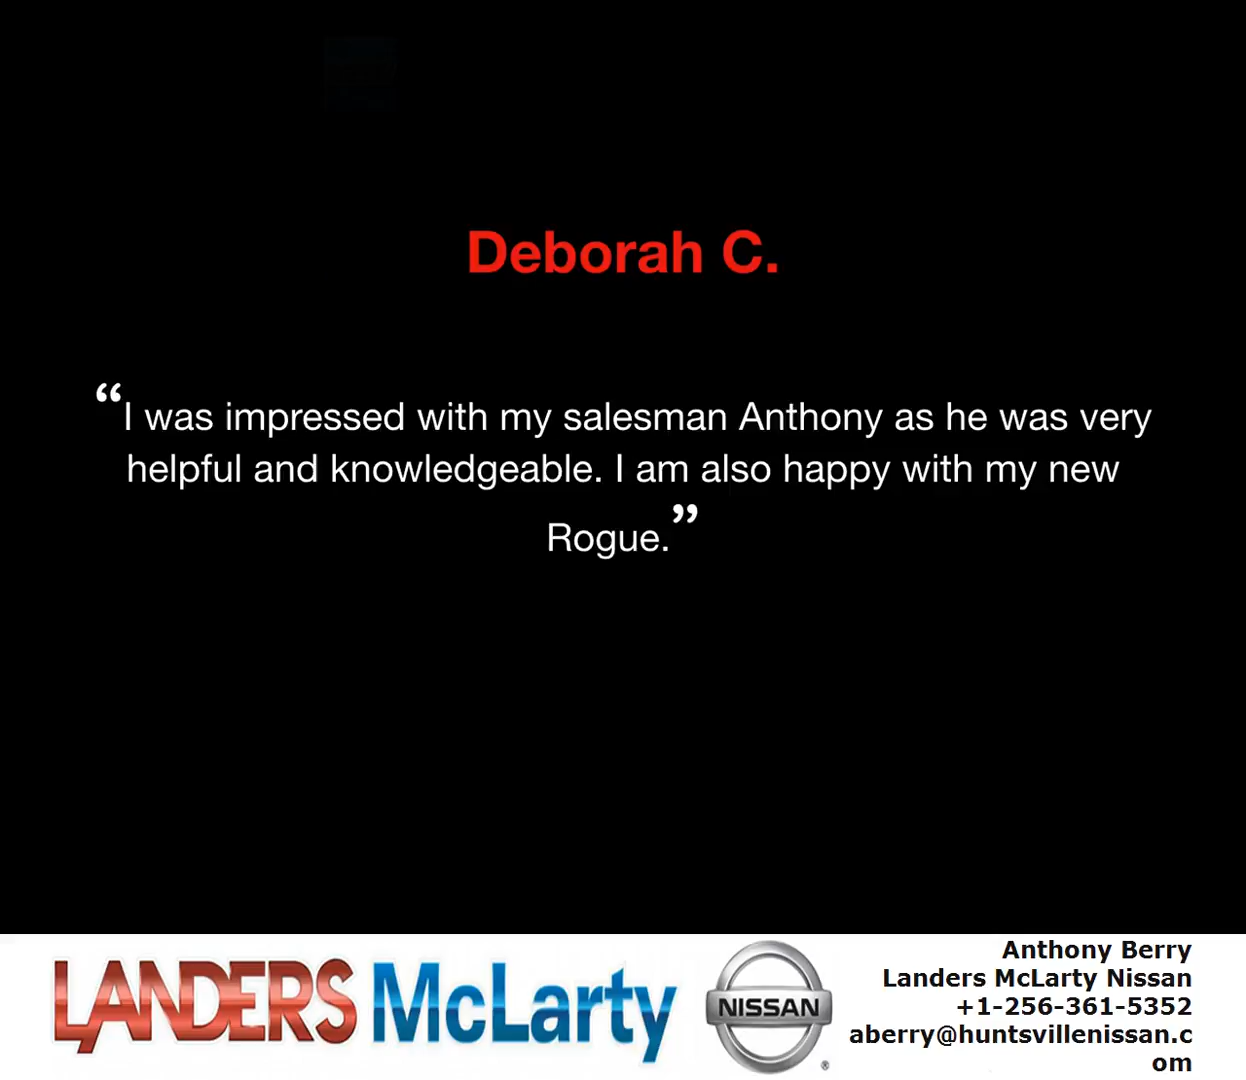 Deborah C.
“I was impressed with my salesman Anthony as he was very
helpful and knowledgeable. I am also happy with my new
Rogue.”
LANDERS McLarty
NISSAN
®
Anthony Berry
Landers McLarty Nissan
+1-256-361-5352
aberry@huntsvillenissan.c
om